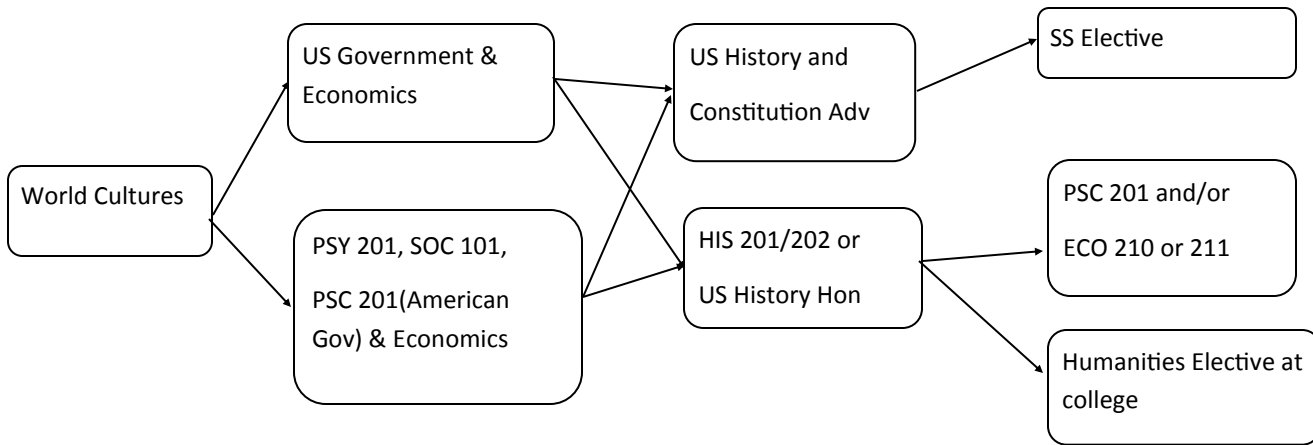 World Cultures
US Government &
Economics
PSY 201, SOC 101,
PSC 201(American
Gov) & Economics
US History and
Constitution Adv
HIS 201/202 or
US History Hon
SS Elective
PSC 201 and/or
ECO 210 or 211
Humanities Elective at
college